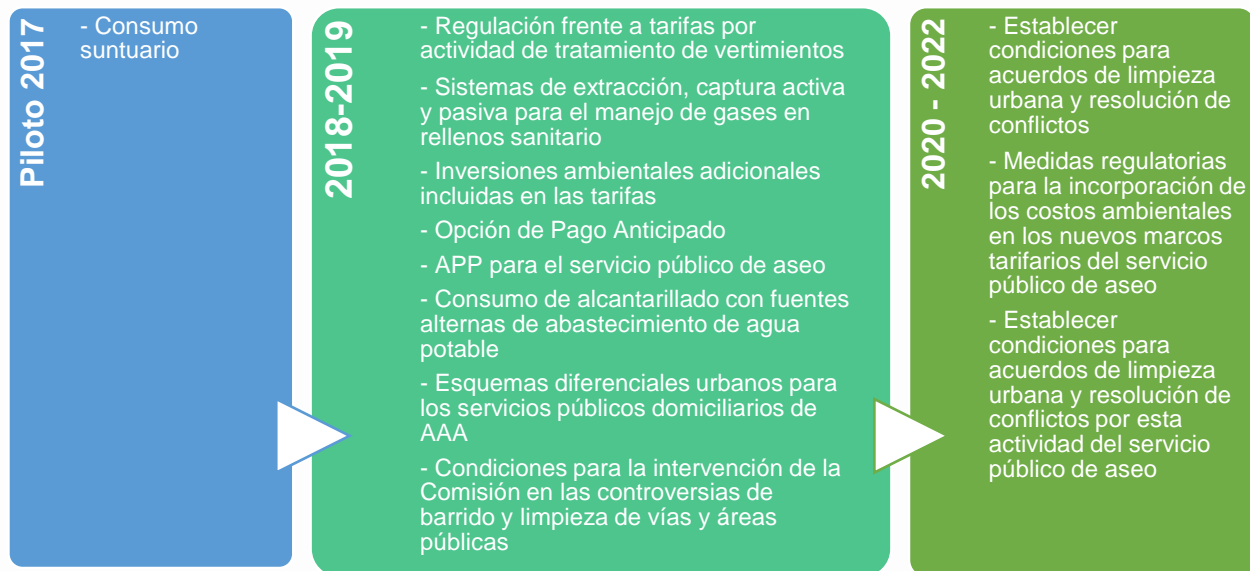 Piloto 2017
- Consumo
suntuario
2018-2019
- Regulación frente a tarifas por
actividad de tratamiento de vertimientos
- Sistemas de extracción, captura activa
y pasiva para el manejo de gases en
rellenos sanitario
- Inversiones ambientales adicionales
incluidas en las tarifas
- Opción de Pago Anticipado
- APP para el servicio público de aseo
- Consumo de alcantarillado con fuentes
alternas de abastecimiento de agua
potable
- Esquemas diferenciales urbanos para
los servicios públicos domiciliarios de
AAA
- Condiciones para la intervención de la
Comisión en las controversias de
barrido y limpieza de vías y áreas
públicas
2020 - 2022
- Establecer
condiciones para
acuerdos de limpieza
urbana y resolución de
conflictos
- Medidas regulatorias
para la incorporación de
los costos ambientales
en los nuevos marcos
tarifarios del servicio
público de aseo
- Establecer
condiciones para
acuerdos de limpieza
urbana y resolución de
conflictos por esta
actividad del servicio
público de aseo